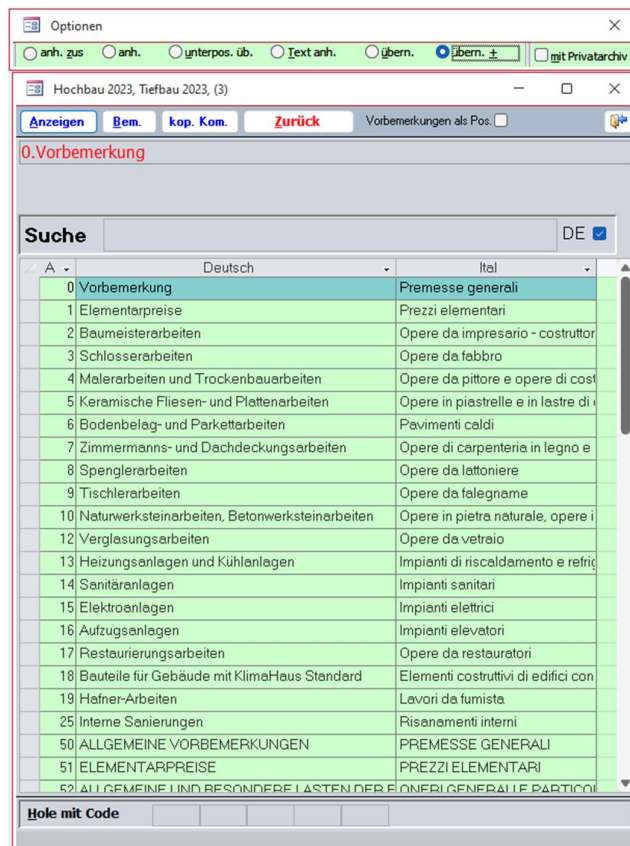 Optionen
anh. zus anh. unterpos. üb. Text anh. übern. übern. + mit Privatarchiv
Hochbau 2023, Tiefbau 2023, (3)
Anzeigen Bem. kop. Kom. Zurück Vorbemerkungen als Pos.
0.Vorbemerkung
Suche DE
A Deutsch Ital
0 Vorbemerkung Premesse generali
1 Elementarpreise Prezzi elementari
2 Baumeisterarbeiten Opere da impresario - costruttor
3 Schlosserarbeiten Opere da fabbro
4 Malerarbeiten und Trockenbauarbeiten Opere da pittore e opere di cost
5 Keramische Fliesen- und Plattenarbeiten Opere in piastrelle e in lastre di
6 Bodenbelag- und Parkettarbeiten Pavimenti caldi
7 Zimmermanns- und Dachdeckungsarbeiten Opere di carpenteria in legno e
8 Spenglerarbeiten Opere da lattoniere
9 Tischlerarbeiten Opere da falegname
10 Naturwerksteinarbeiten, Betonwerksteinarbeiten Opere in pietra naturale, opere i
12 Verglasungsarbeiten Opere da vetraio
13 Heizungsanlagen und Kühlanlagen Impianti di riscaldamento e refrig
14 Sanitäranlagen Impianti sanitari
15 Elektroanlagen Impianti elettrici
16 Aufzugsanlagen Impianti elevatori
17 Restaurierungsarbeiten Opere da restauratori
18 Bauteile für Gebäude mit KlimaHaus Standard Elementi costruttivi di edifici con
19 Hafner-Arbeiten Lavori da fumista
25 Interne Sanierungen Risanamenti interni
50 ALLGEMEINE VORBEMERKUNGEN PREMESSE GENERALI
51 ELEMENTARPREISE PREZZI ELEMENTARI
52 ALLGEMEINE UND BESONDERE LASTEN DER
Hole mit Code